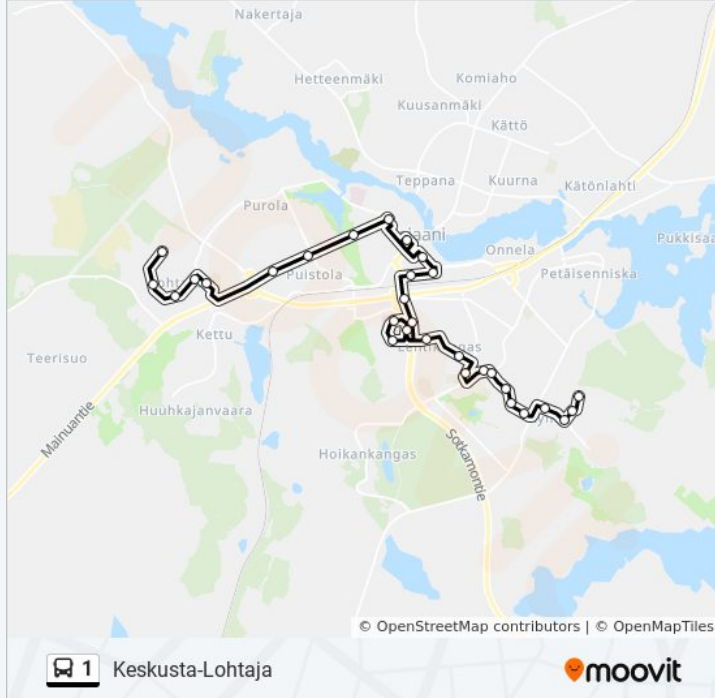 Nakertaja
Hetteenmäki
Komiaho
Kuusanmäki
Kättö
Teppana
Kuurna
Kätönlahti
Purola
Pukkisaa
Onnela
Puistola
Petäisenniska
Kettu
Teerisuo
Huuhkajanvaara
Mainuantie
Hoikankangas
Sotkamontie
© OpenStreetMap contributors | © OpenMapTiles
1 Keskusta-Lohtaja
moovit